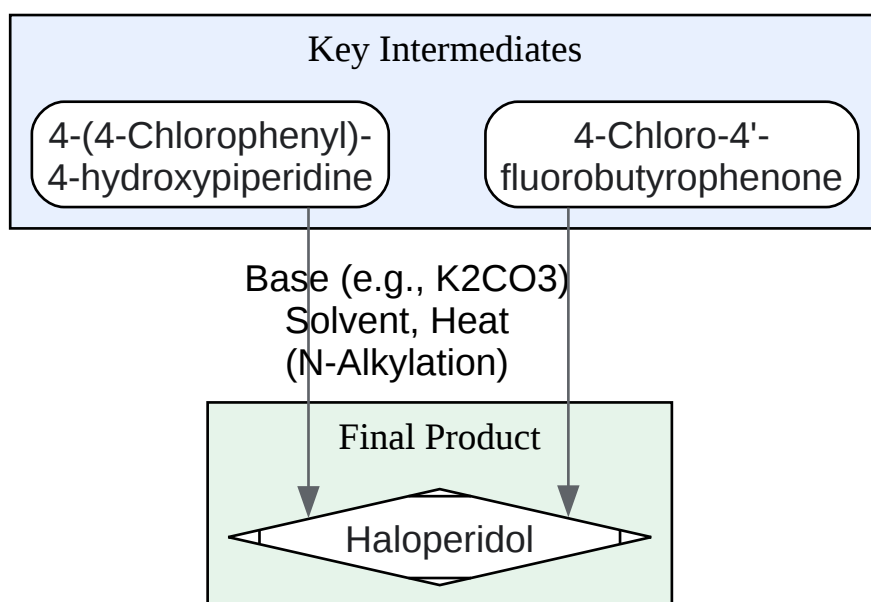 Key Intermediates
4-(4-Chlorophenyl)-
4-hydroxypiperidine
4-Chloro-4'-
fluorobutyrophenone
Base (e.g., K2CO3)
Solvent, Heat
(N-Alkylation)
Final Product
Haloperidol